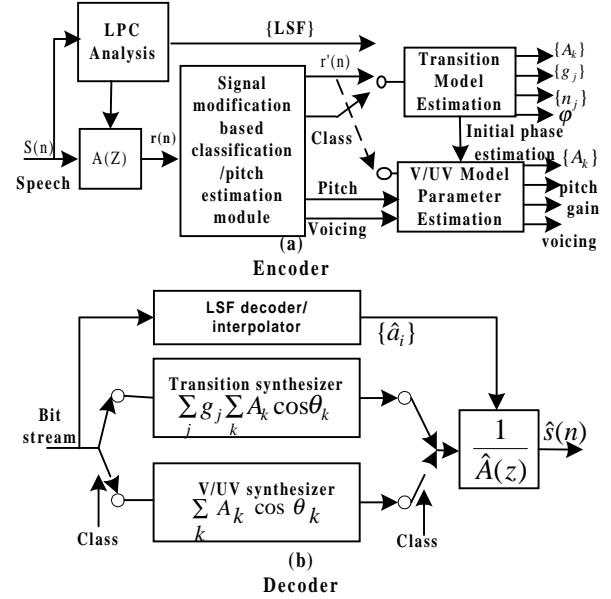 LPC
Analysis
{LSF}
S(n)
Speech
A(Z)
r(n)
Signal
modification
based
classification
/pitch
estimation
module
r'(n)
Class
Pitch
Voicing
Transition
Model
Estimation
{A_k}
{g_j}
{n_j}
φ
Initial phase
estimation
V/UV Model
Parameter
Estimation
{A_k}
pitch
gain
voicing
(a)
Encoder
LSF decoder/
interpolator
{â_i}
Bit
stream
Transition synthesizer
∑_j g_j ∑_k A_k cosθ_k
V/UV synthesizer
∑_k A_k cos θ_k
Class
Class
1/Â(z)
ŝ(n)
(b)
Decoder